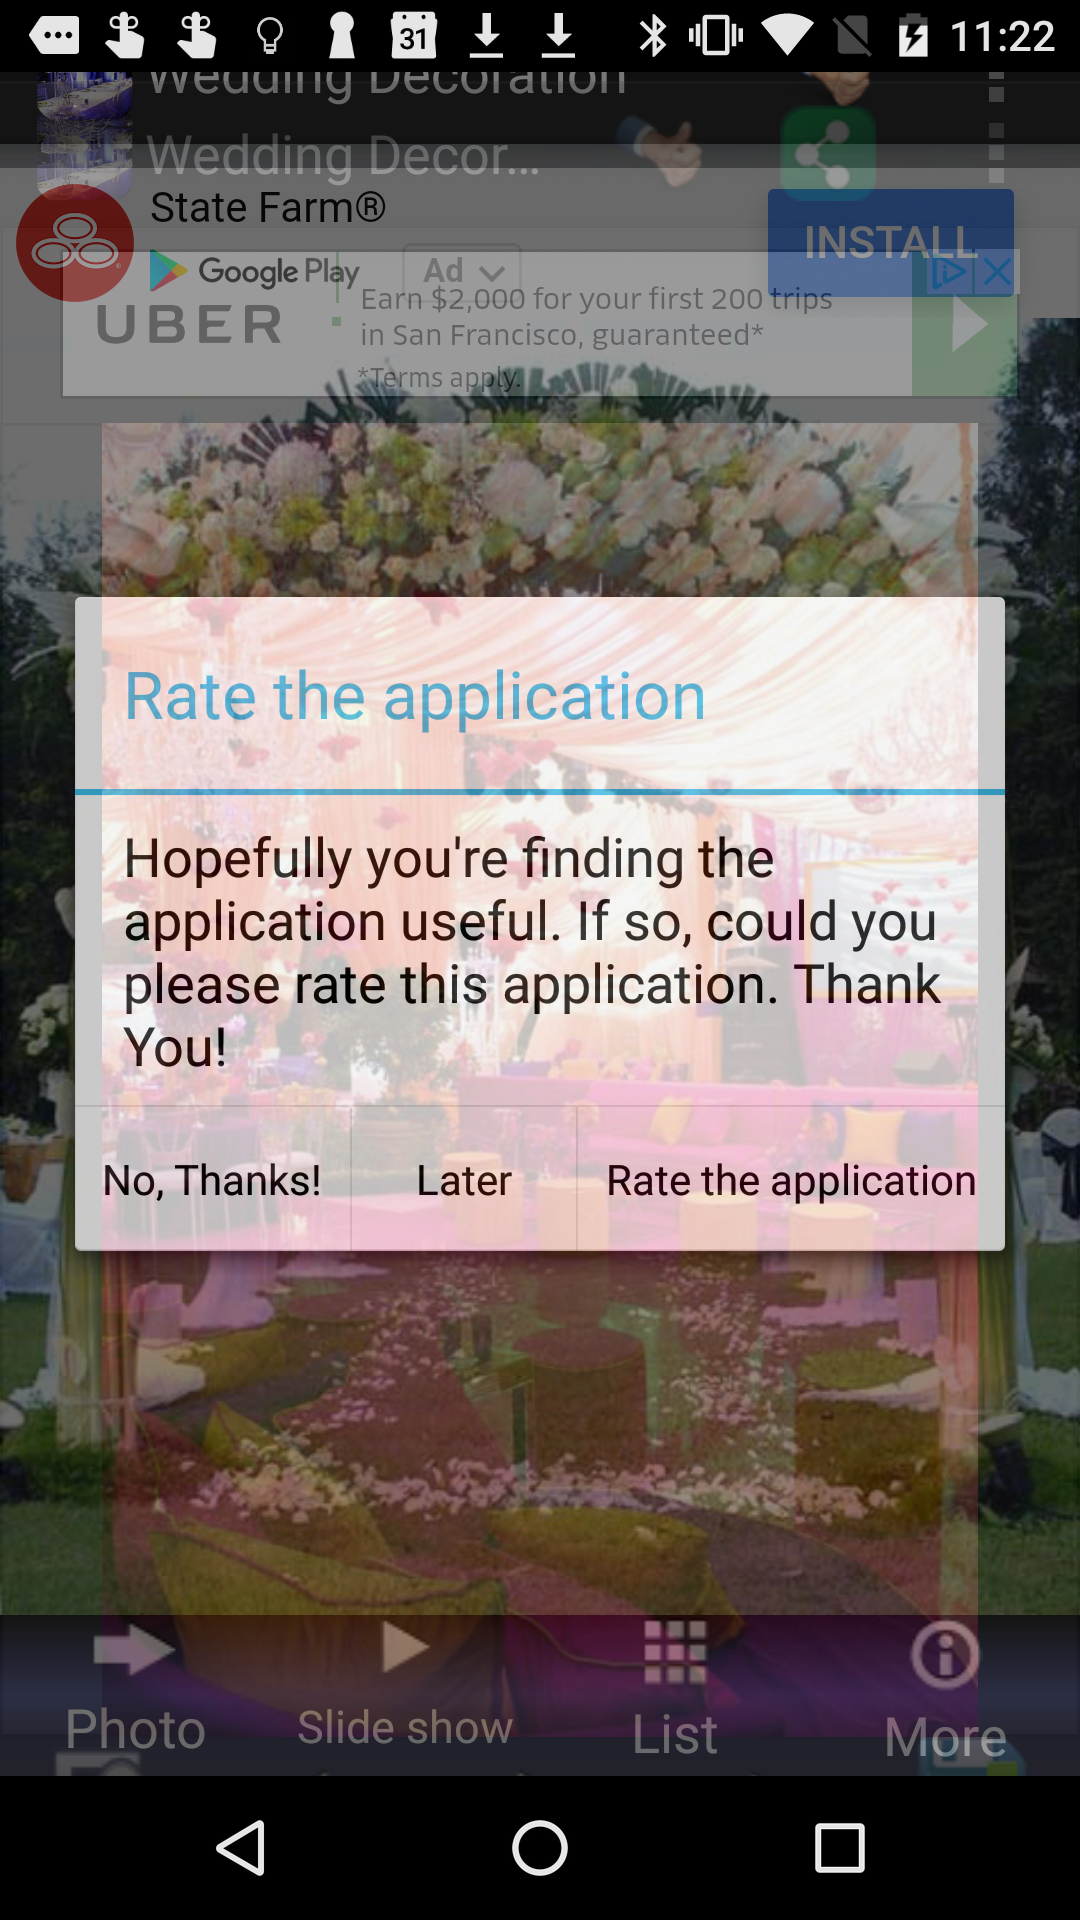 31
11:22
Wedding Decoration
Wedding Decor...
State Farm®
INSTALL
Google Play
Ad
UBER
Earn $2,000 for your first 200 trips
in San Francisco, guaranteed*
*Terms apply.
Rate the application
Hopefully you're finding the
application useful. If so, could you
please rate this application. Thank
You!
No, Thanks!
Later
Rate the application
Photo
Slide show
List
More